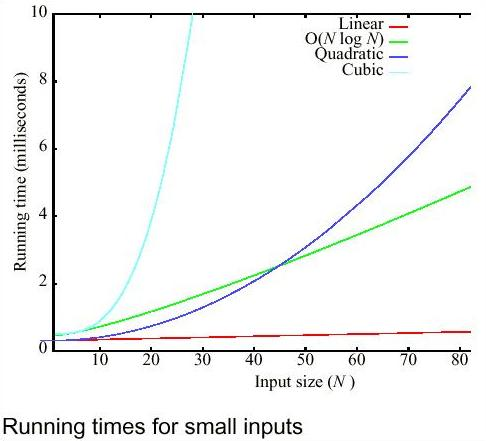 10
Linear
O(N log N)
Quadratic
Cubic
8
6
4
2
0
Running time (milliseconds)
10 20 30 40 50 60 70 80
Input size (N )
Running times for small inputs